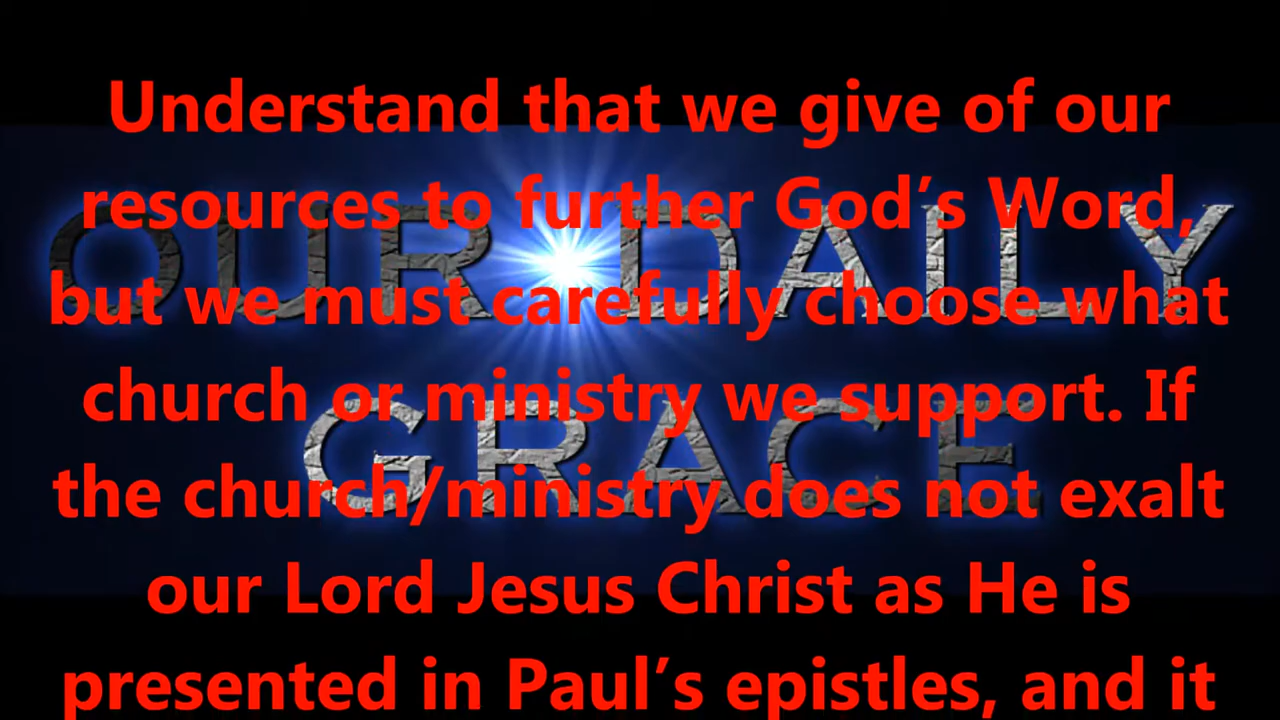 Understand that we give of our
resources to further God’s Word,
but we must carefully choose what
church or ministry we support. If
the church/ministry does not exalt
our Lord Jesus Christ as He is
presented in Paul’s epistles, and it
OUR DAILY
GRACE